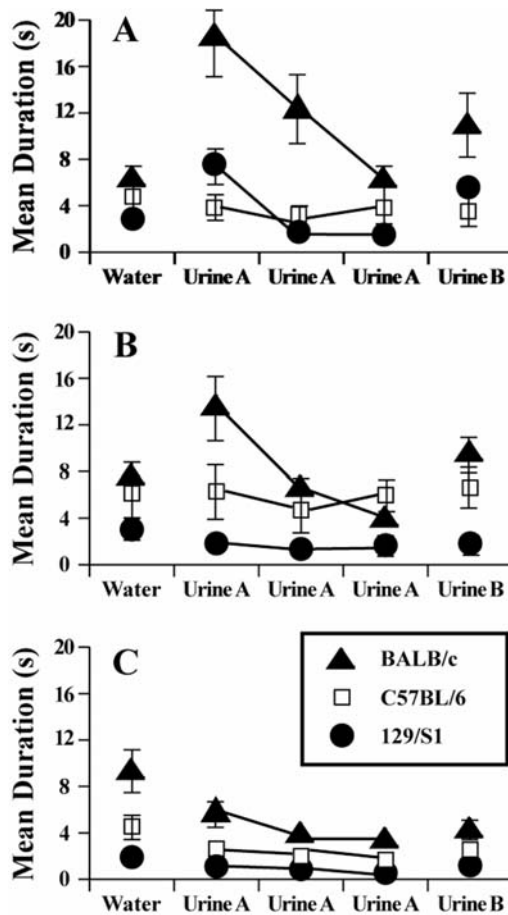 A
Mean Duration (s)
20
16
12
8
4
0
Water Urine A Urine A Urine A Urine B
B
Mean Duration (s)
20
16
12
8
4
0
Water Urine A Urine A Urine A Urine B
C
Mean Duration (s)
20
16
12
8
4
0
BALB/c
C57BL/6
129/S1
Water Urine A Urine A Urine A Urine B